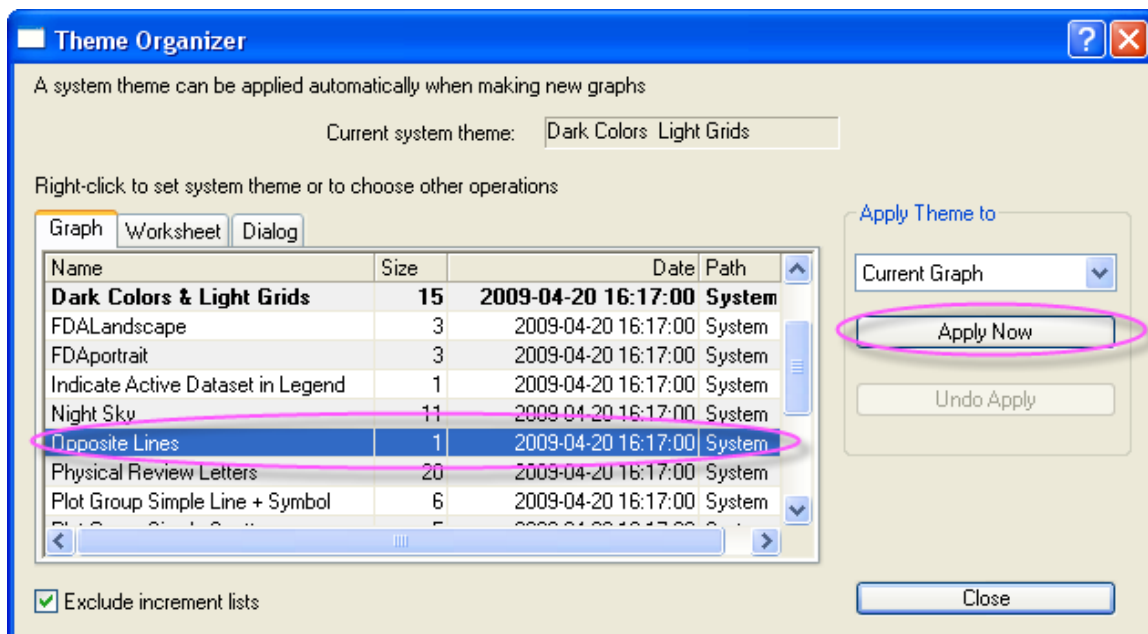 Theme Organizer
A system theme can be applied automatically when making new graphs
Current system theme: Dark Colors Light Grids
Right-click to set system theme or to choose other operations
Graph Worksheet Dialog
Name Size Date Path
Dark Colors & Light Grids 15 2009-04-20 16:17:00 System
FDALandscape 3 2009-04-20 16:17:00 System
FDAportrait 3 2009-04-20 16:17:00 System
Indicate Active Dataset in Legend 1 2009-04-20 16:17:00 System
Night Sky 11 2009-04-20 16:17:00 System
Opposite Lines 1 2009-04-20 16:17:00 System
Physical Review Letters 20 2009-04-20 16:17:00 System
Plot Group Simple Line + Symbol 6 2009-04-20 16:17:00 System
Apply Theme to
Current Graph
Apply Now
Undo Apply
Exclude increment lists
Close